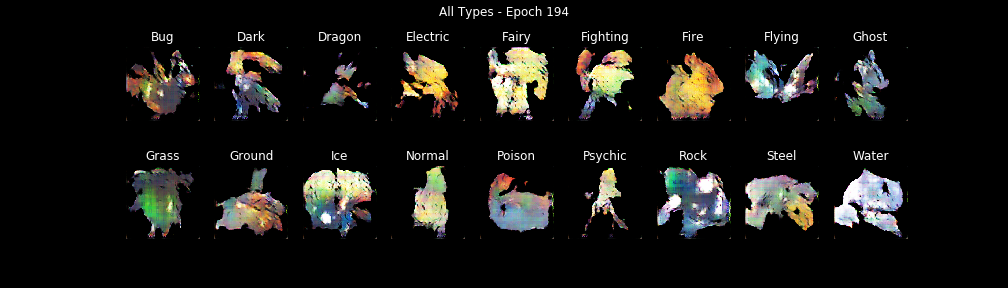 All Types - Epoch 194
Bug Dark Dragon Electric Fairy Fighting Fire Flying Ghost
Grass Ground Ice Normal Poison Psychic Rock Steel Water